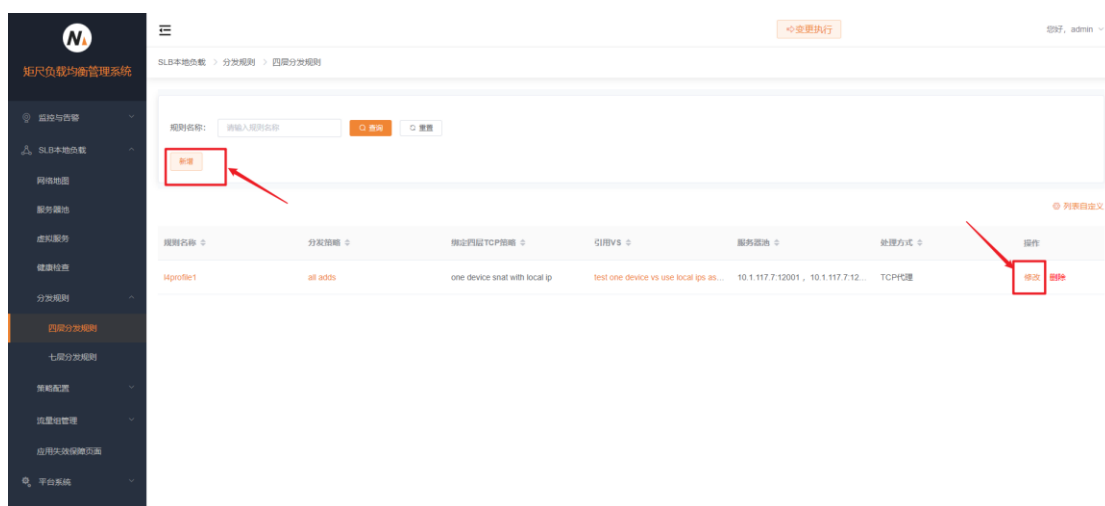 变更执行
您好，admin
矩尺负载均衡管理系统
SLB本地负载 > 分发规则 > 四层分发规则
监控与告警
规则名称： 请输入规则名称 查询 重置
SLB本地负载
新增
网络地图
服务器池
列表自定义
虚拟服务
规则名称 分发策略 绑定四层TCP策略 引用VS 服务器池 处理方式 操作
健康检查
l4profile1 all adds one device snat with local ip test one device vs use local ips as... 10.1.117.7:12001 , 10.1.117.7:12... TCP代理 修改 删除
分发规则
四层分发规则
七层分发规则
策略配置
流量组管理
应用失效保障页面
平台系统